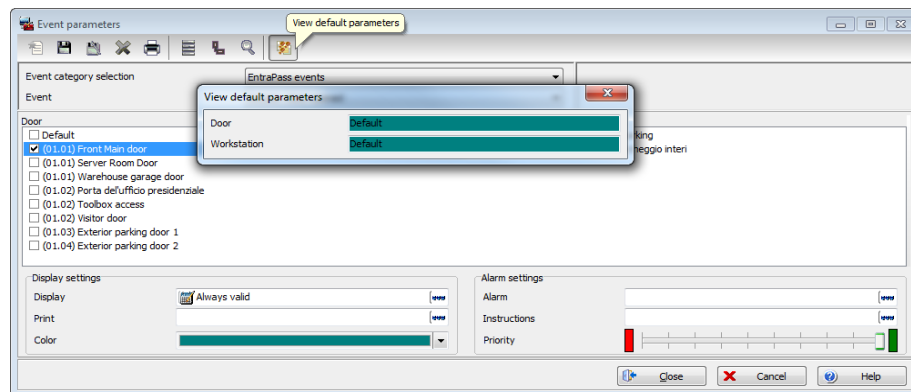 Event parameters
View default parameters
Event category selection
EntraPass events
Event
View default parameters
Door
Default
Workstation
Default
Door
Default
(01.01) Front Main door
(01.01) Server Room Door
(01.01) Warehouse garage door
(01.02) Porta del'ufficio presidenziale
(01.02) Toolbox access
(01.02) Visitor door
(01.03) Exterior parking door 1
(01.04) Exterior parking door 2
interi
Display settings
Display
Always valid
Print
Color
Alarm settings
Alarm
Instructions
Priority
Close
Cancel
Help